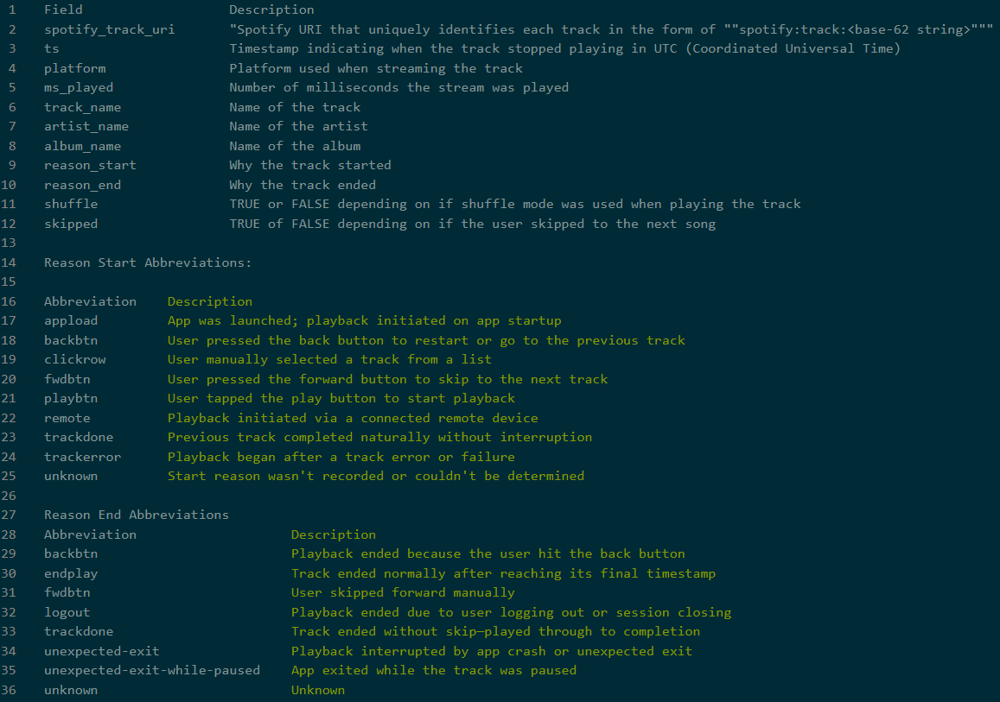 1 Field Description
2 spotify_track_uri "Spotify URI that uniquely identifies each track in the form of ""spotify:track:<base-62 string>"""
3 ts Timestamp indicating when the track stopped playing in UTC (Coordinated Universal Time)
4 platform Platform used when streaming the track
5 ms_played Number of milliseconds the stream was played
6 track_name Name of the track
7 artist_name Name of the artist
8 album_name Name of the album
9 reason_start Why the track started
10 reason_end Why the track ended
11 shuffle TRUE or FALSE depending on if shuffle mode was used when playing the track
12 skipped TRUE of FALSE depending on if the user skipped to the next song
13
14 Reason Start Abbreviations:
15
16 Abbreviation Description
17 appload App was launched; playback initiated on app startup
18 backbtn User pressed the back button to restart or go to the previous track
19 clickrow User manually selected a track from a list
20 fwdbtn User pressed the forward button to skip to the next track
21 playbtn User tapped the play button to start playback
22 remote Playback initiated via a connected remote device
23 trackdone Previous track completed naturally without interruption
24 trackerror Playback began after a track error or failure
25 unknown Start reason wasn't recorded or couldn't be determined
26
27 Reason End Abbreviations
28 Abbreviation Description
29 backbtn Playback ended because the user hit the back button
30 endplay Track ended normally after reaching its final timestamp
31 fwdbtn User skipped forward manually
32 logout Playback ended due to user logging out or session closing
33 trackdone Track ended without skip—played through to completion
34 unexpected-exit Playback interrupted by app crash or unexpected exit
35 unexpected-exit-while-paused App exited while the track was paused
36 unknown Unknown